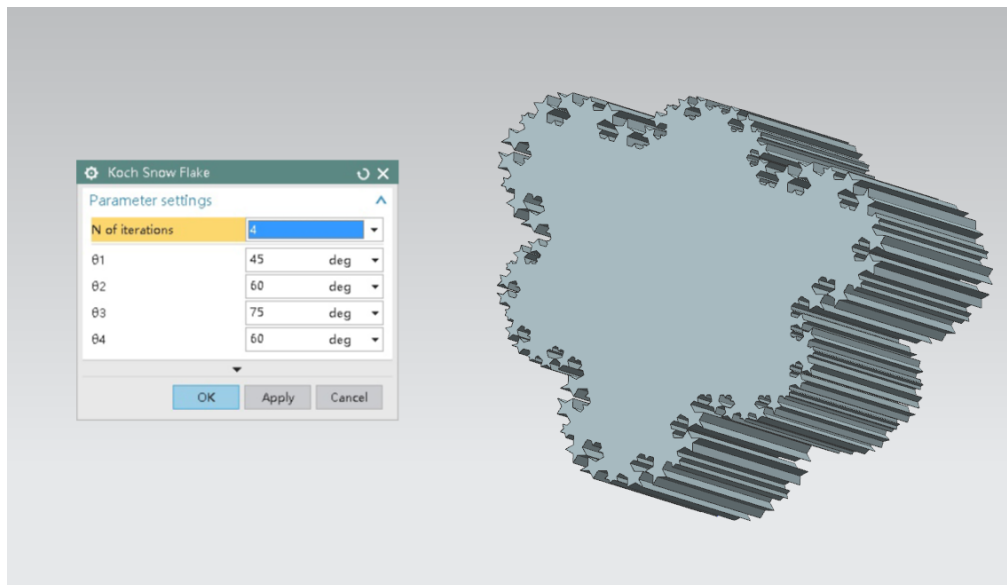 Koch Snow Flake
Parameter settings
N of iterations 4
θ1 45 deg
θ2 60 deg
θ3 75 deg
θ4 60 deg
OK Apply Cancel